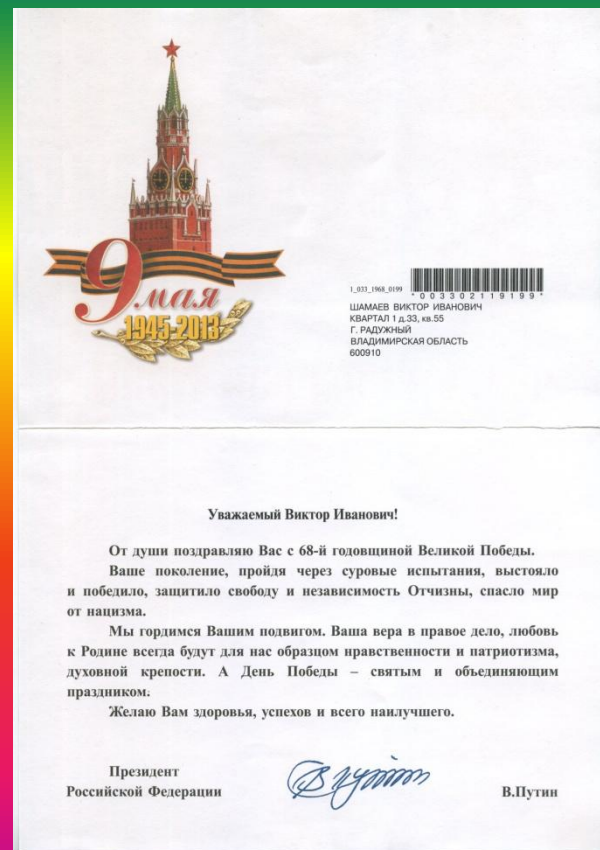 9 мая
1945-2013
1_033_1968_0199
*003302119199*
ШАМАЕВ ВИКТОР ИВАНОВИЧ
КВАРТАЛ 1 д.33, кв.55
Г. РАДУЖНЫЙ
ВЛАДИМИРСКАЯ ОБЛАСТЬ
600910
Уважаемый Виктор Иванович!
От души поздравляю Вас с 68-й годовщиной Великой Победы.
Ваше поколение, пройдя через суровые испытания, выстояло
и победило, защитило свободу и независимость Отчизны, спасло мир
от нацизма.
Мы гордимся Вашим подвигом. Ваша вера в правое дело, любовь
к Родине всегда будут для нас образцом нравственности и патриотизма,
духовной крепости. А День Победы – святым и объединяющим
праздником.
Желаю Вам здоровья, успехов и всего наилучшего.
Президент
Российской Федерации
В.Путин